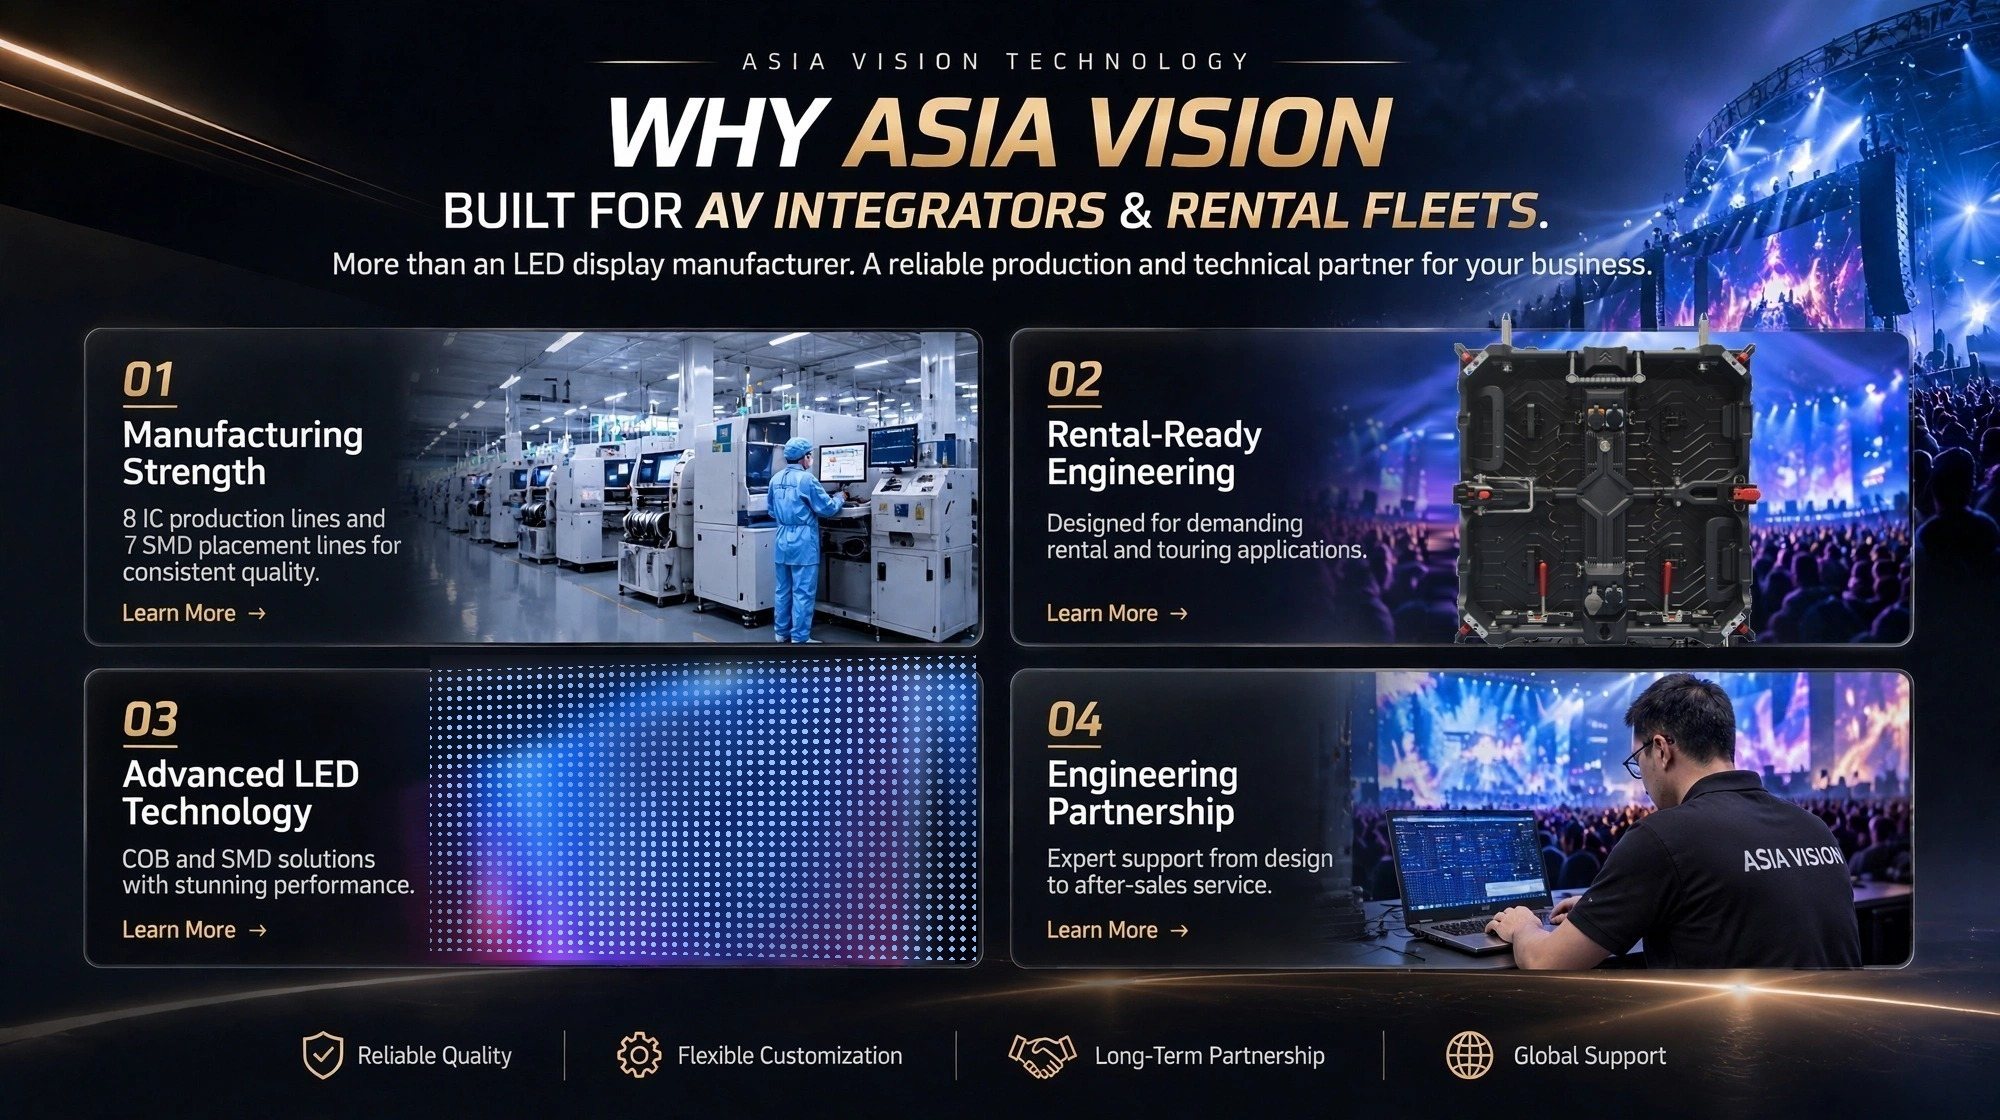 ASIA VISION TECHNOLOGY
WHY ASIA VISION
BUILT FOR AV INTEGRATORS & RENTAL FLEETS.
More than an LED display manufacturer. A reliable production and technical partner for your business.
01
Manufacturing
Strength
8 IC production lines and
7 SMD placement lines for
consistent quality.
Learn More →
02
Rental-Ready
Engineering
Designed for demanding
rental and touring applications.
Learn More →
03
Advanced LED
Technology
COB and SMD solutions
with stunning performance.
Learn More →
04
Engineering
Partnership
Expert support from design
to after-sales service.
Learn More →
ASIA VISION
Reliable Quality
Flexible Customization
Long-Term Partnership
Global Support